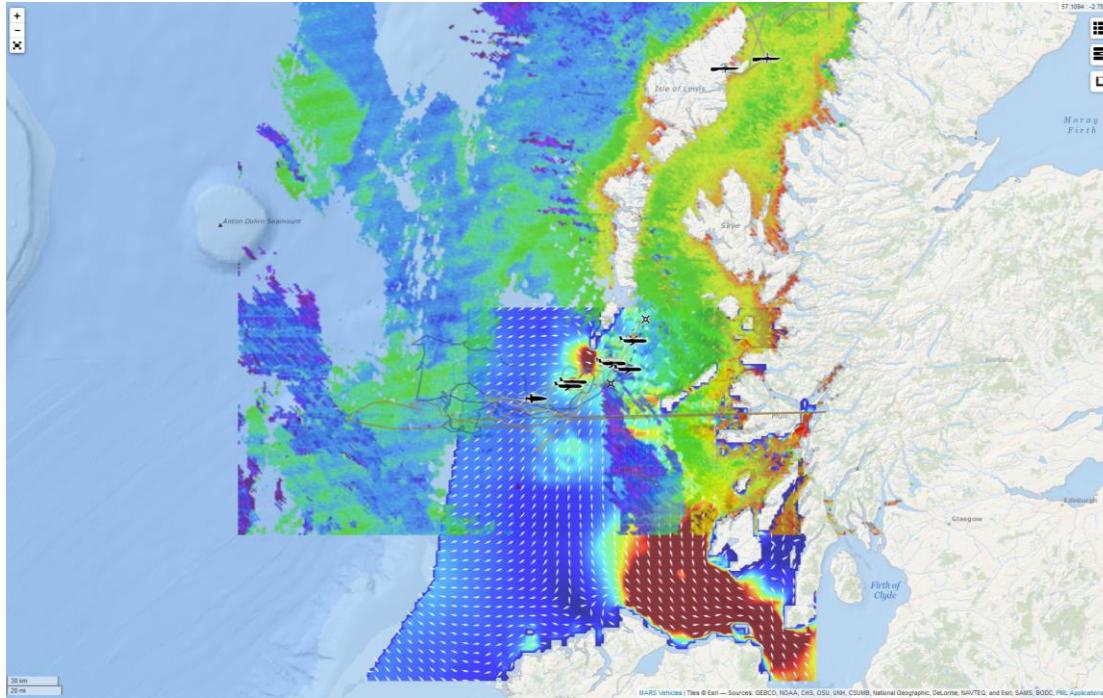 +
57.1094 : -2.75
−
Isle of Lewis
Moray
Firth
Anton Dohrn Seamount
Skye
Mull
Edinburgh
Glasgow
Firth of
Clyde
30 km
20 mi
MARS Vehicles | Tiles © Esri — Sources: GEBCO, NOAA, CHS, OSU, UNH, CSUMB, National Geographic, DeLorme, NAVTEQ, and Esri, SAMS, BODC, PML Applications